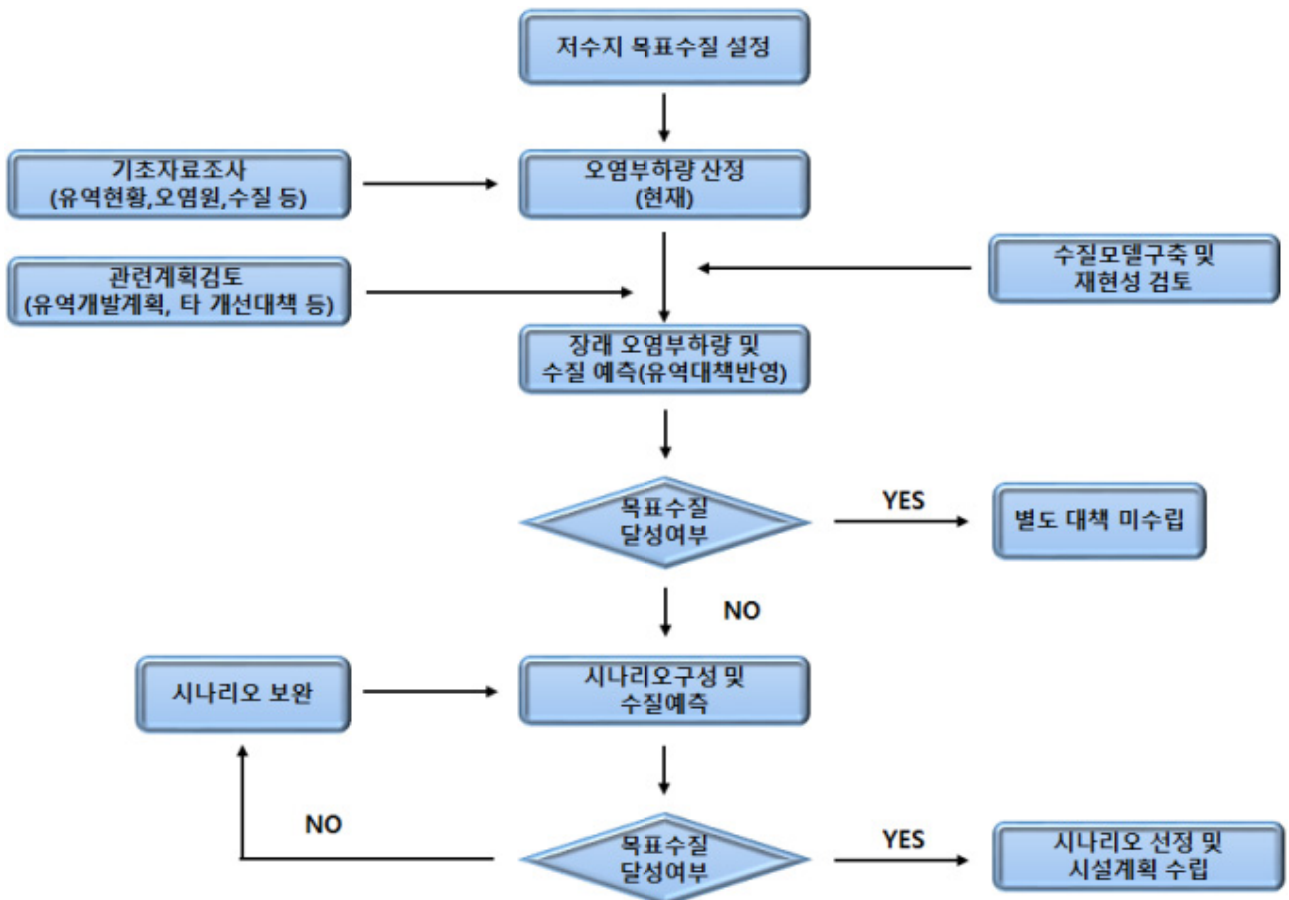 저수지 목표수질 설정
기초자료조사
(유역현황,오염원,수질 등)
오염부하량 산정
(현재)
관련계획검토
(유역개발계획, 타 개선대책 등)
수질모델구축 및
재현성 검토
장래 오염부하량 및
수질 예측(유역대책반영)
목표수질
달성여부
YES
별도 대책 미수립
NO
시나리오 보완
시나리오구성 및
수질예측
NO
목표수질
달성여부
YES
시나리오 선정 및
시설계획 수립